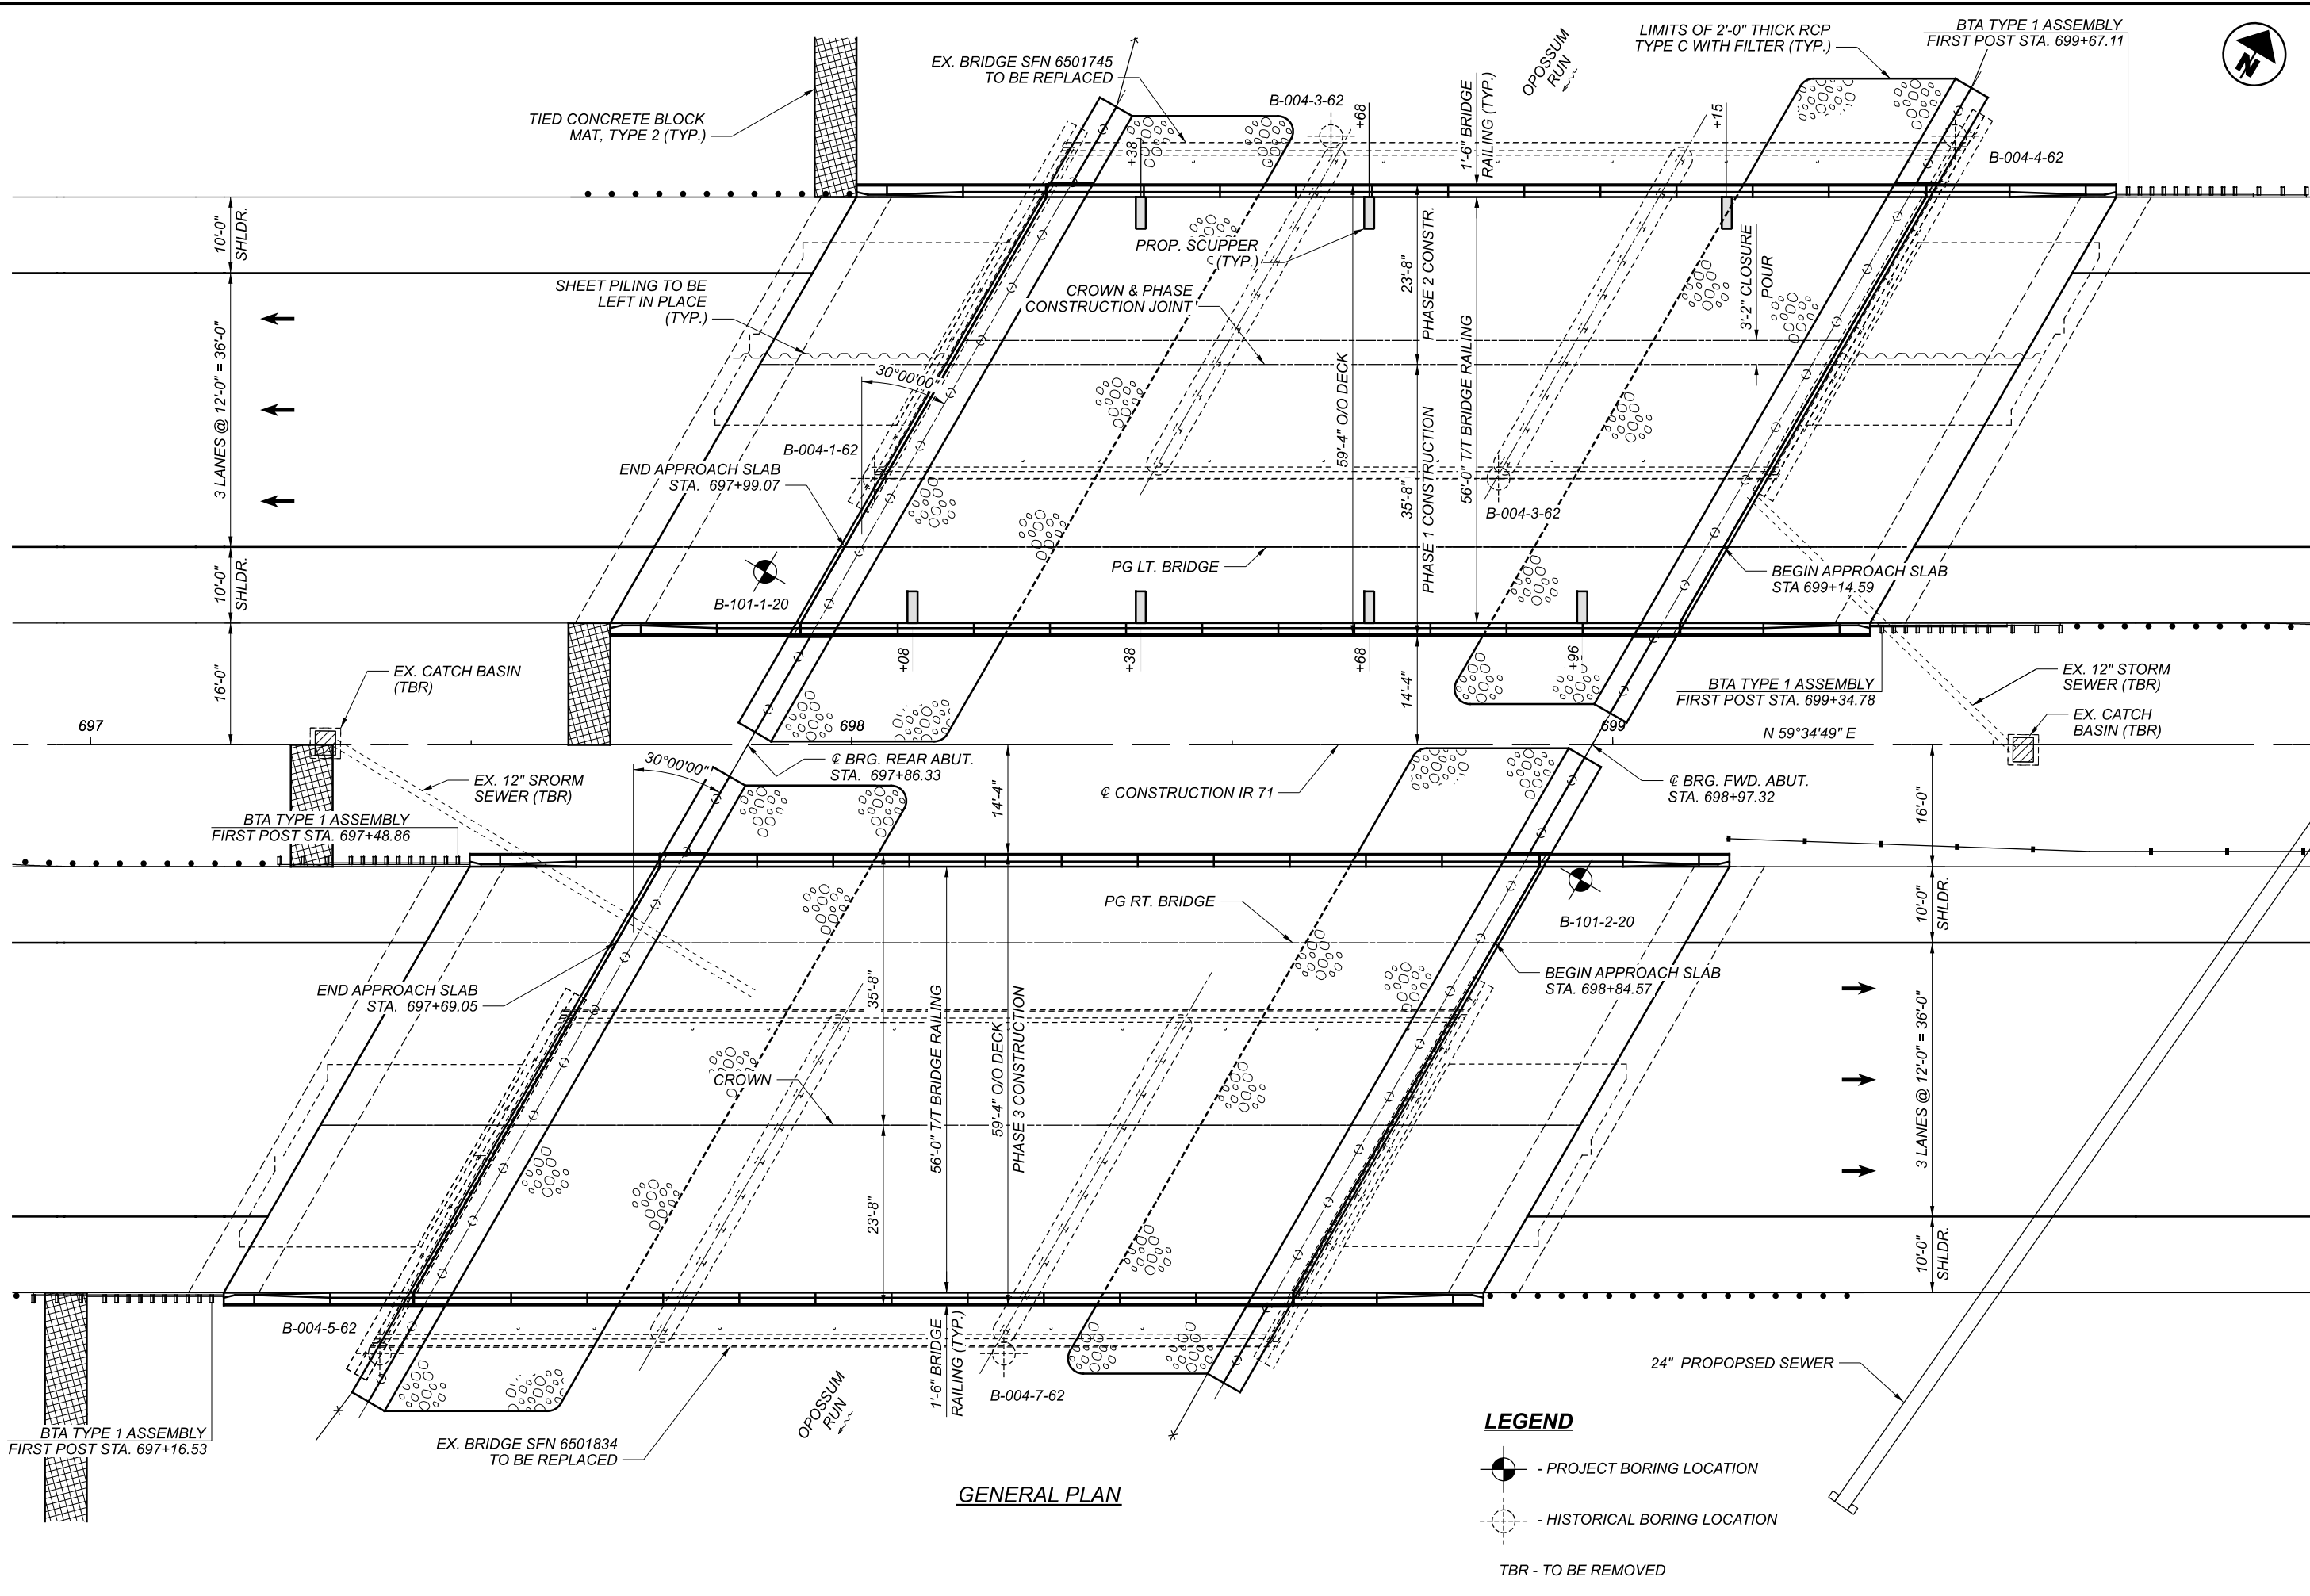 EX. BRIDGE SFN 6501745
TO BE REPLACED
OPOSSUM
RUN
LIMITS OF 2'-0" THICK RCP
TYPE C WITH FILTER (TYP.)
BTA TYPE 1 ASSEMBLY
FIRST POST STA. 699+67.11
N
TIED CONCRETE BLOCK
MAT, TYPE 2 (TYP.)
B-004-3-62
+38
+68
1'-6" BRIDGE
RAILING (TYP.)
+15
B-004-4-62
10'-0"
SHLDR.
PROP. SCUPPER
(TYP.)
23'-8"
PHASE 2 CONSTR.
3'-2" CLOSURE
POUR
SHEET PILING TO BE
LEFT IN PLACE
(TYP.)
CROWN & PHASE
CONSTRUCTION JOINT
3 LANES @ 12'-0" = 36'-0"
30°00'00"
59'-4" O/O DECK
56'-0" T/T BRIDGE RAILING
35'-8"
PHASE 1 CONSTRUCTION
B-004-1-62
END APPROACH SLAB
STA. 697+99.07
B-004-3-62
PG LT. BRIDGE
BEGIN APPROACH SLAB
STA 699+14.59
10'-0"
SHLDR.
B-101-1-20
16'-0"
EX. CATCH BASIN
(TBR)
+08
+38
+68
+96
14'-4"
BTA TYPE 1 ASSEMBLY
FIRST POST STA. 699+34.78
EX. 12" STORM
SEWER (TBR)
EX. CATCH
BASIN (TBR)
697
698
699
N 59°34'49" E
EX. 12" SRORM
SEWER (TBR)
30°00'00"
℄ BRG. REAR ABUT.
STA. 697+86.33
14'-4"
℄ CONSTRUCTION IR 71
℄ BRG. FWD. ABUT.
STA. 698+97.32
16'-0"
BTA TYPE 1 ASSEMBLY
FIRST POST STA. 697+48.86
PG RT. BRIDGE
B-101-2-20
10'-0"
SHLDR.
END APPROACH SLAB
STA. 697+69.05
35'-8"
56'-0" T/T BRIDGE RAILING
59'-4" O/O DECK
PHASE 3 CONSTRUCTION
BEGIN APPROACH SLAB
STA. 698+84.57
CROWN
3 LANES @ 12'-0" = 36'-0"
23'-8"
10'-0"
SHLDR.
B-004-5-62
1'-6" BRIDGE
RAILING (TYP.)
B-004-7-62
24" PROPOPSED SEWER
BTA TYPE 1 ASSEMBLY
FIRST POST STA. 697+16.53
EX. BRIDGE SFN 6501834
TO BE REPLACED
OPOSSUM
RUN
GENERAL PLAN
LEGEND
- PROJECT BORING LOCATION
- HISTORICAL BORING LOCATION
TBR - TO BE REMOVED